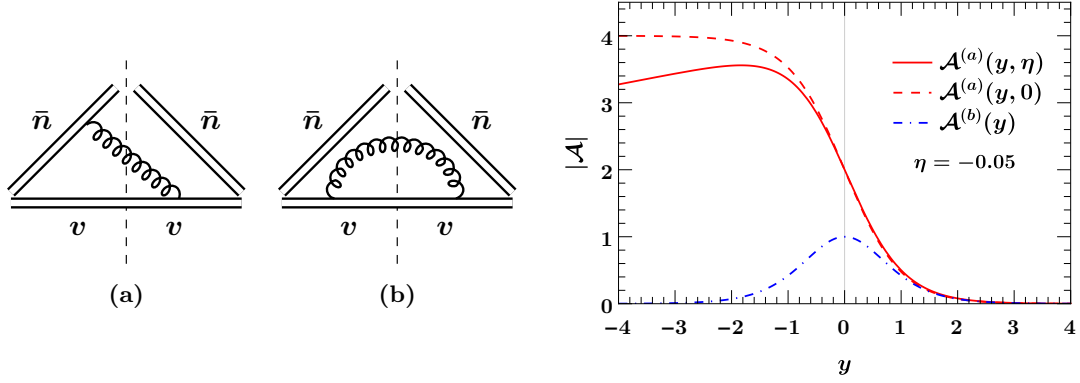 n̄ n̄
v v
(a)
n̄ n̄
v v
(b)
|𝓐|
4
3
2
1
0
−4 −3 −2 −1 0 1 2 3 4
y
𝓐^(a)(y, η)
𝓐^(a)(y, 0)
𝓐^(b)(y)
η = −0.05